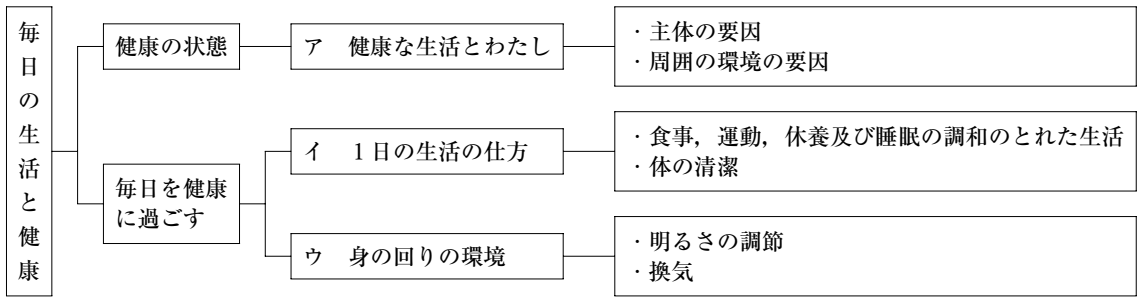 毎日の生活と健康
健康の状態
ア　健康な生活とわたし
・主体の要因
・周囲の環境の要因
毎日を健康
に過ごす
イ　１日の生活の仕方
・食事，運動，休養及び睡眠の調和のとれた生活
・体の清潔
ウ　身の回りの環境
・明るさの調節
・換気